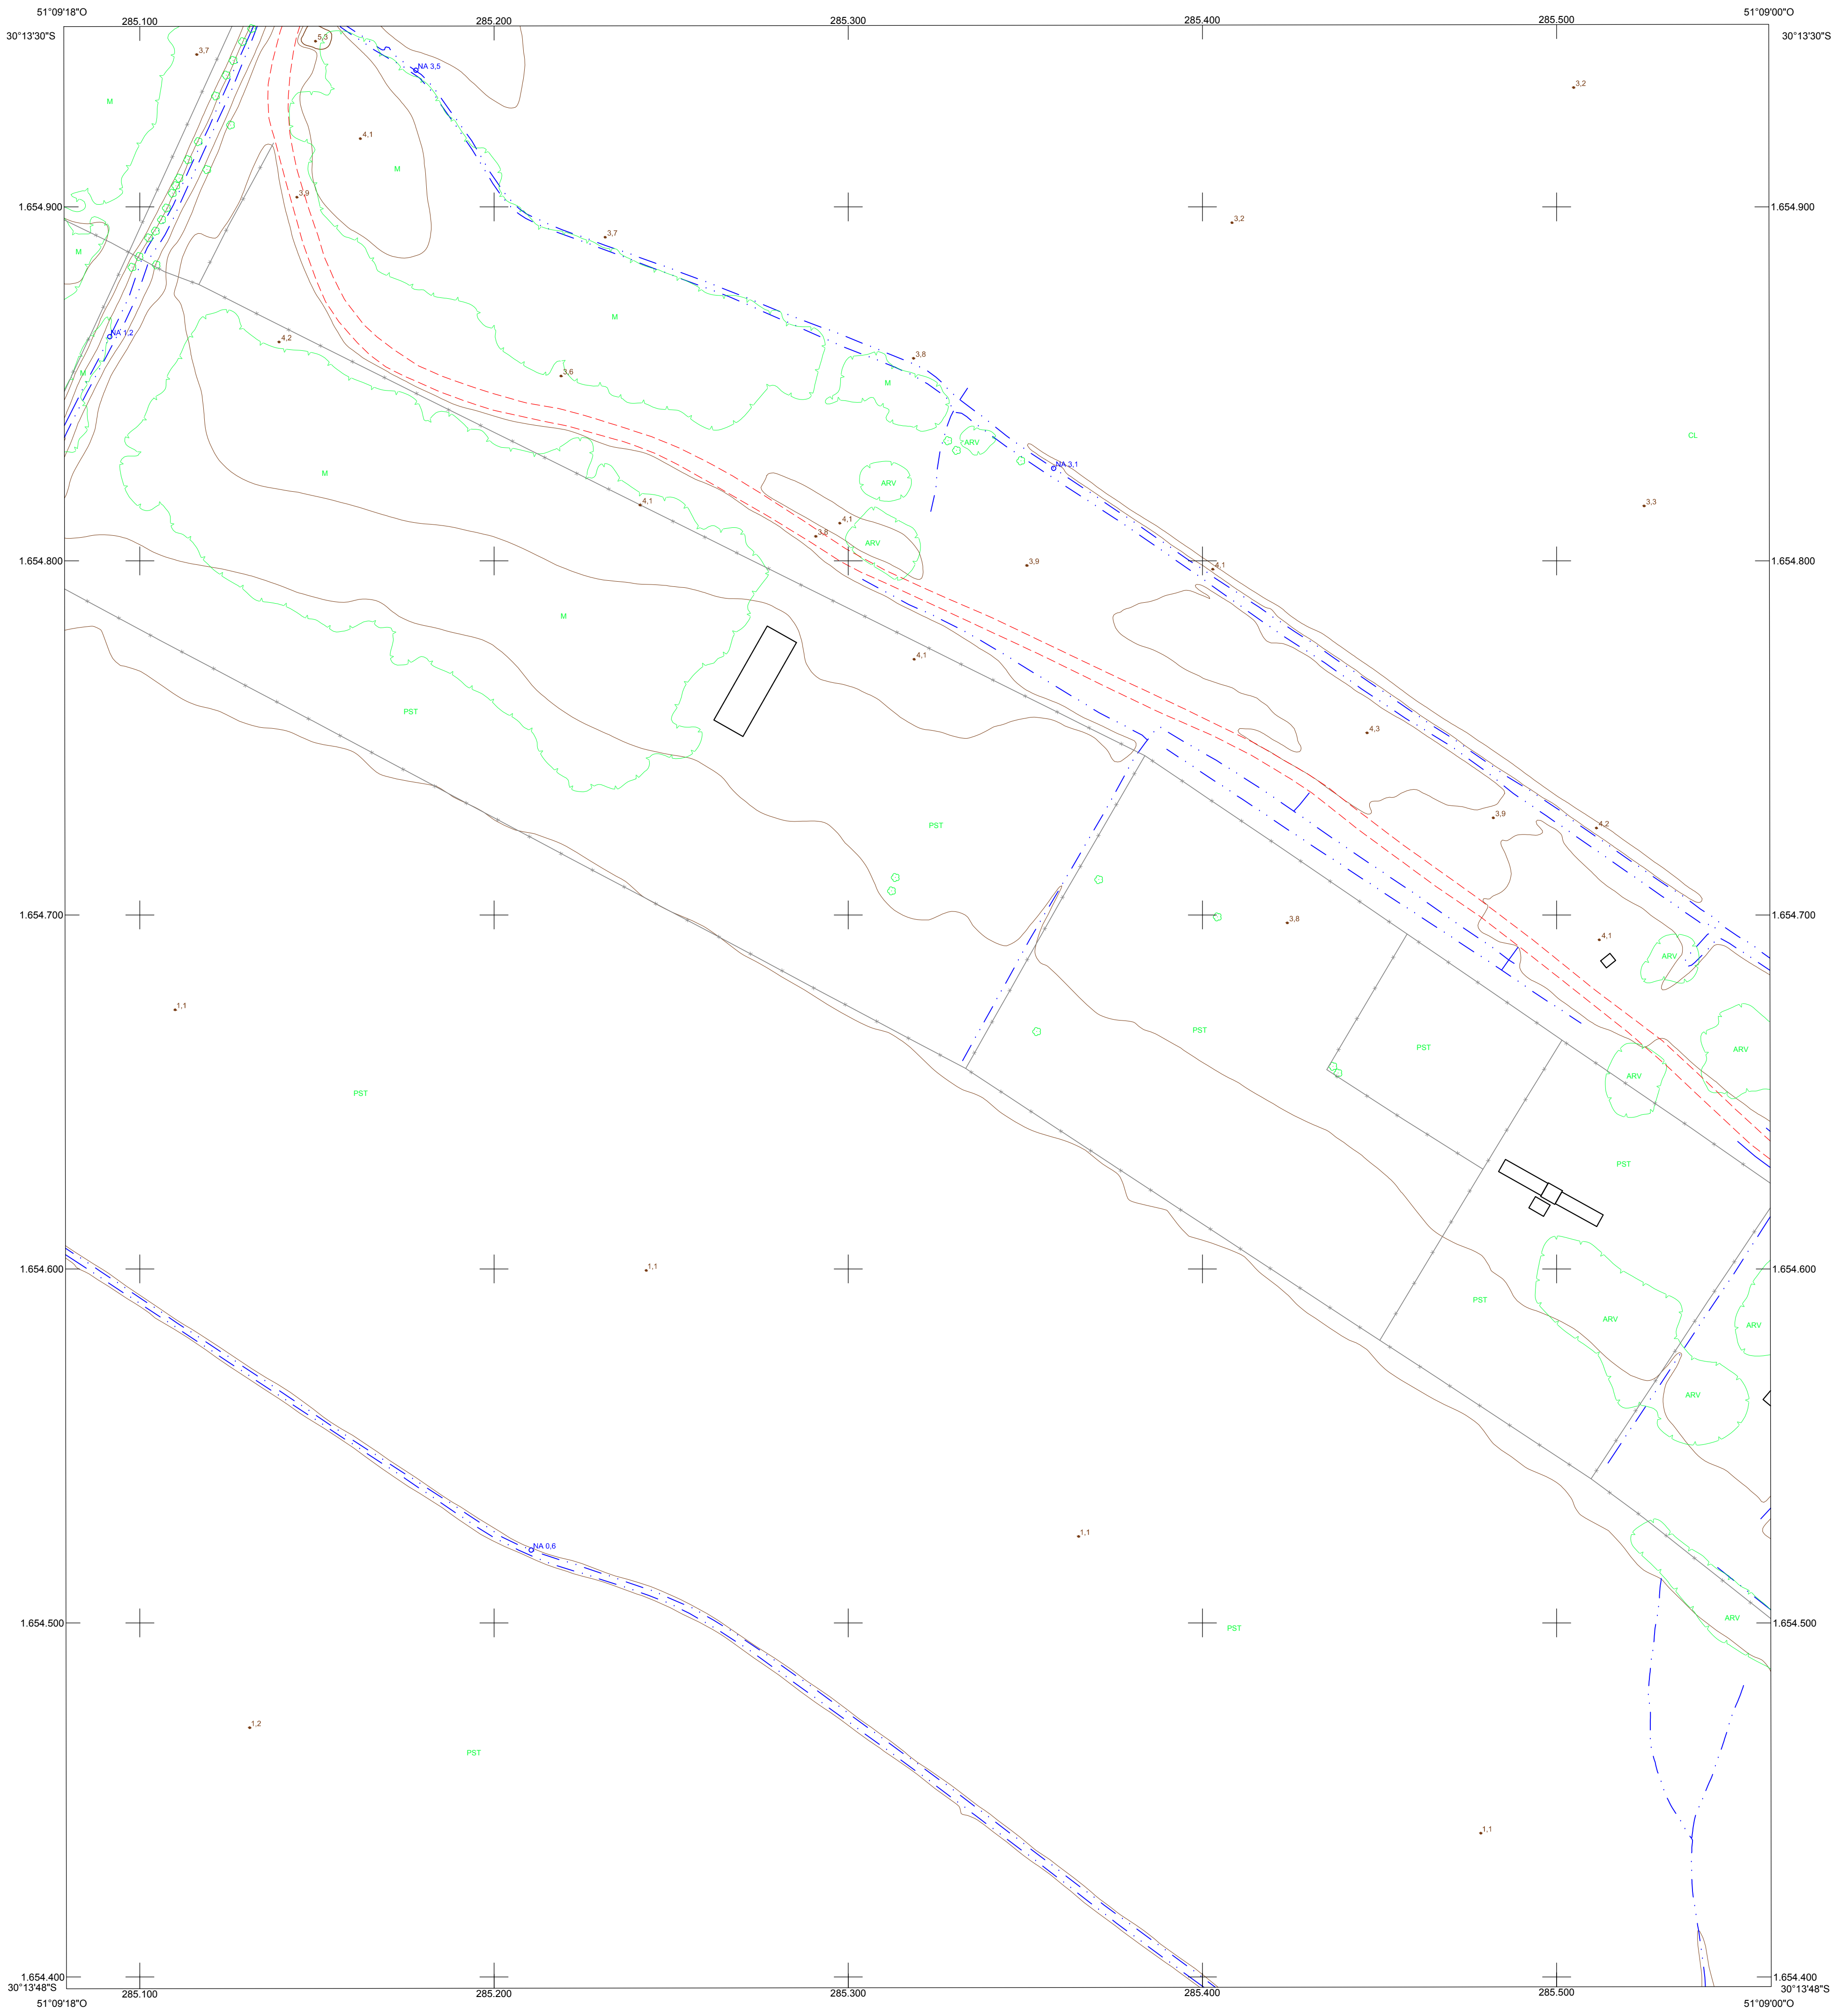 51°09'18"O
51°09'00"O
285.100
285.200
285.300
285.400
285.500
30°13'30"S
30°13'30"S
5,3
3,7
NA 3,5
3,2
M
4,1
M
3,9
1.654.900
1.654.900
3,2
3,7
M
M
NA 1,2
4,2
3,8
M
3,6
M
CL
ARV
NA 3,1
M
ARV
4,1
3,3
4,1
3,8
ARV
1.654.800
3,9
4,1
1.654.800
M
4,1
PST
4,3
3,9
PST
4,2
1.654.700
3,8
1.654.700
4,1
ARV
1,1
PST
PST
ARV
ARV
PST
PST
1.654.600
1,1
1.654.600
PST
ARV
ARV
ARV
1,1
NA 0,6
ARV
1.654.500
PST
1.654.500
1,2
PST
1,1
1.654.400
1.654.400
30°13'48"S
30°13'48"S
285.100
285.200
285.300
285.400
285.500
51°09'18"O
51°09'00"O